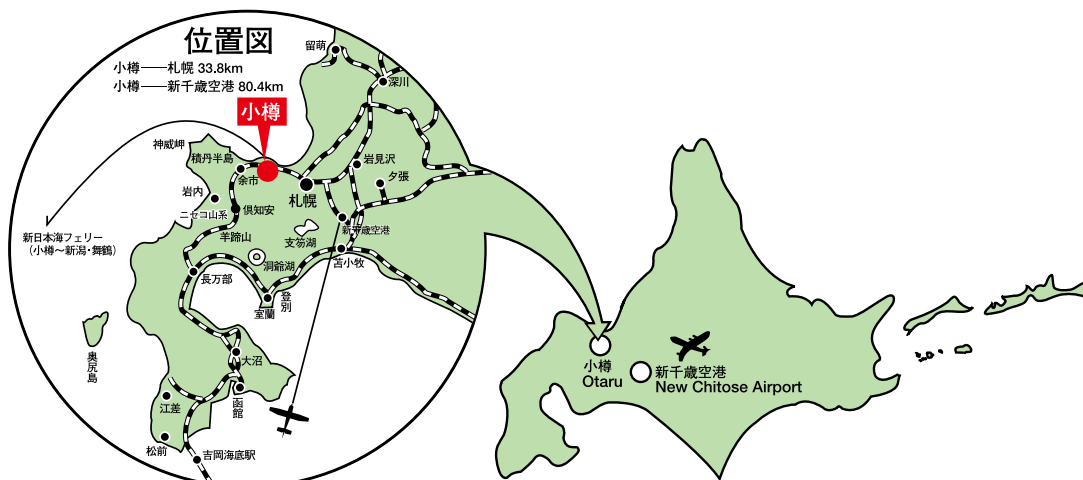 位置図
小樽——札幌 33.8km
小樽——新千歳空港 80.4km
小樽
留萌
深川
神威岬
積丹半島
余市
岩見沢
夕張
岩内
札幌
ニセコ山系
倶知安
新千歳空港
羊蹄山
支笏湖
新日本海フェリー
（小樽〜新潟・舞鶴）
洞爺湖
苫小牧
長万部
登別
室蘭
奥尻島
大沼
函館
江差
松前
吉岡海底駅
小樽
Otaru
新千歳空港
New Chitose Airport